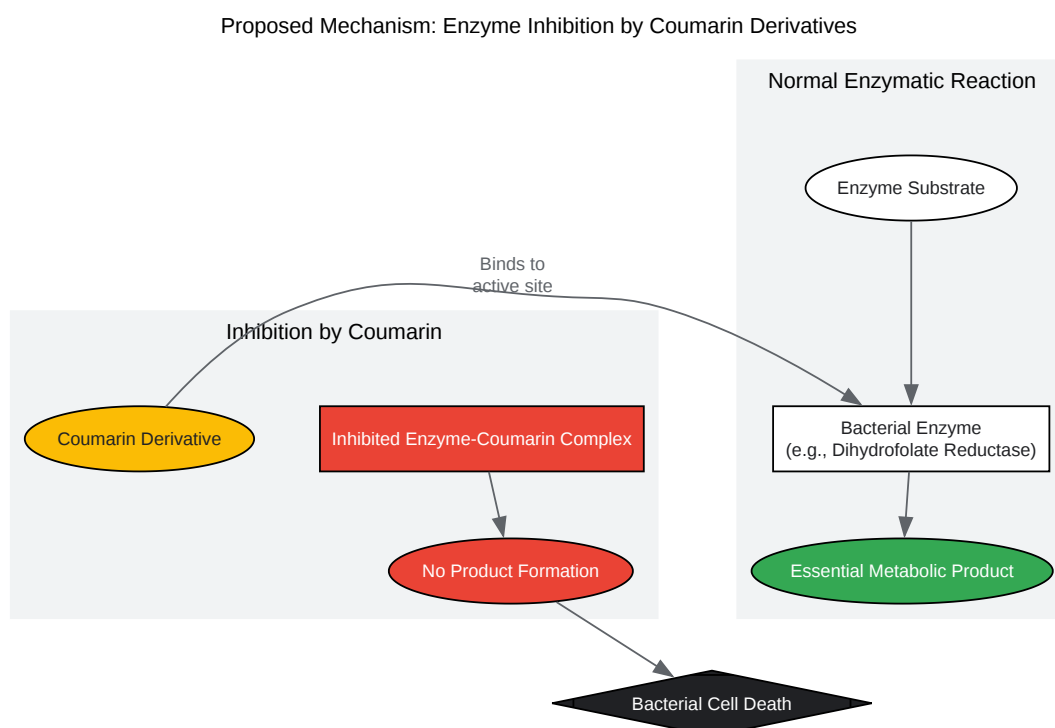 Proposed Mechanism: Enzyme Inhibition by Coumarin Derivatives
Normal Enzymatic Reaction
Enzyme Substrate
Binds to
active site
Inhibition by Coumarin
Coumarin Derivative
Inhibited Enzyme-Coumarin Complex
Bacterial Enzyme
(e.g., Dihydrofolate Reductase)
No Product Formation
Essential Metabolic Product
Bacterial Cell Death